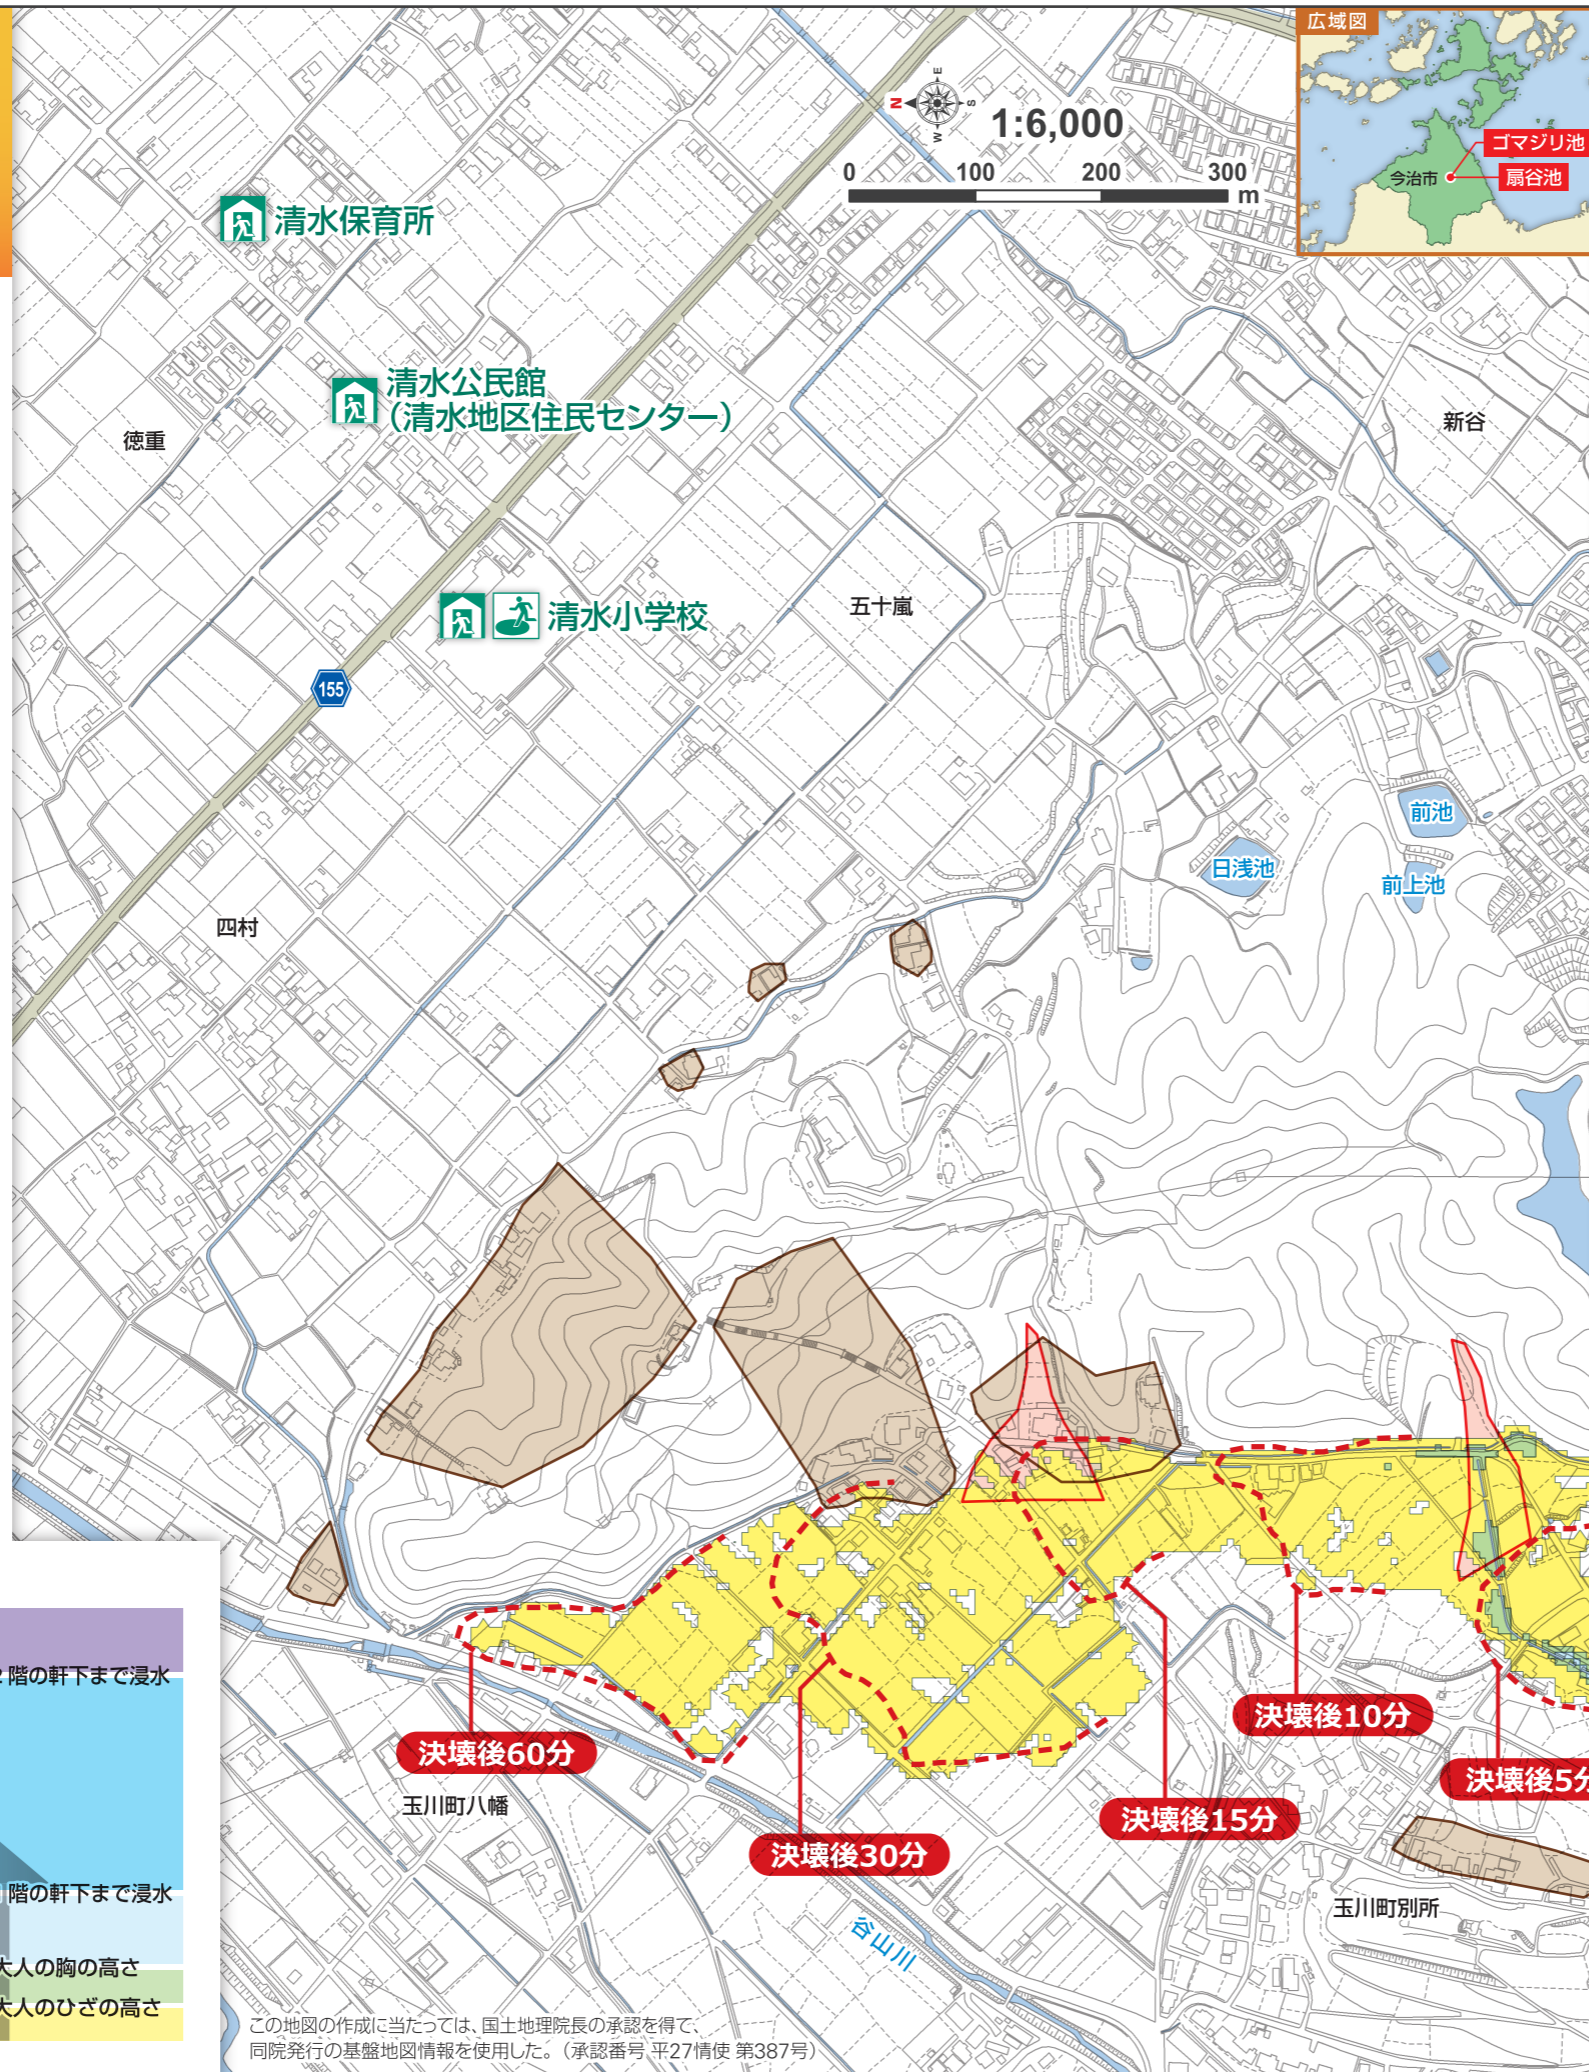 広域図
ゴマジリ池
今治市
扇谷池
N
E
S
W
1:6,000
0
100
200
300
m
清水保育所
清水公民館
（清水地区住民センター）
徳重
新谷
五十嵐
清水小学校
155
前池
日浅池
前上池
四村
階の軒下まで浸水
決壊後60分
決壊後10分
決壊後5
玉川町八幡
決壊後15分
決壊後30分
階の軒下まで浸水
玉川町別所
谷山川
大人の胸の高さ
大人のひざの高さ
この地図の作成に当たっては、国土地理院長の承認を得て、
同院発行の基盤地図情報を使用した。（承認番号 平27情使 第387号）